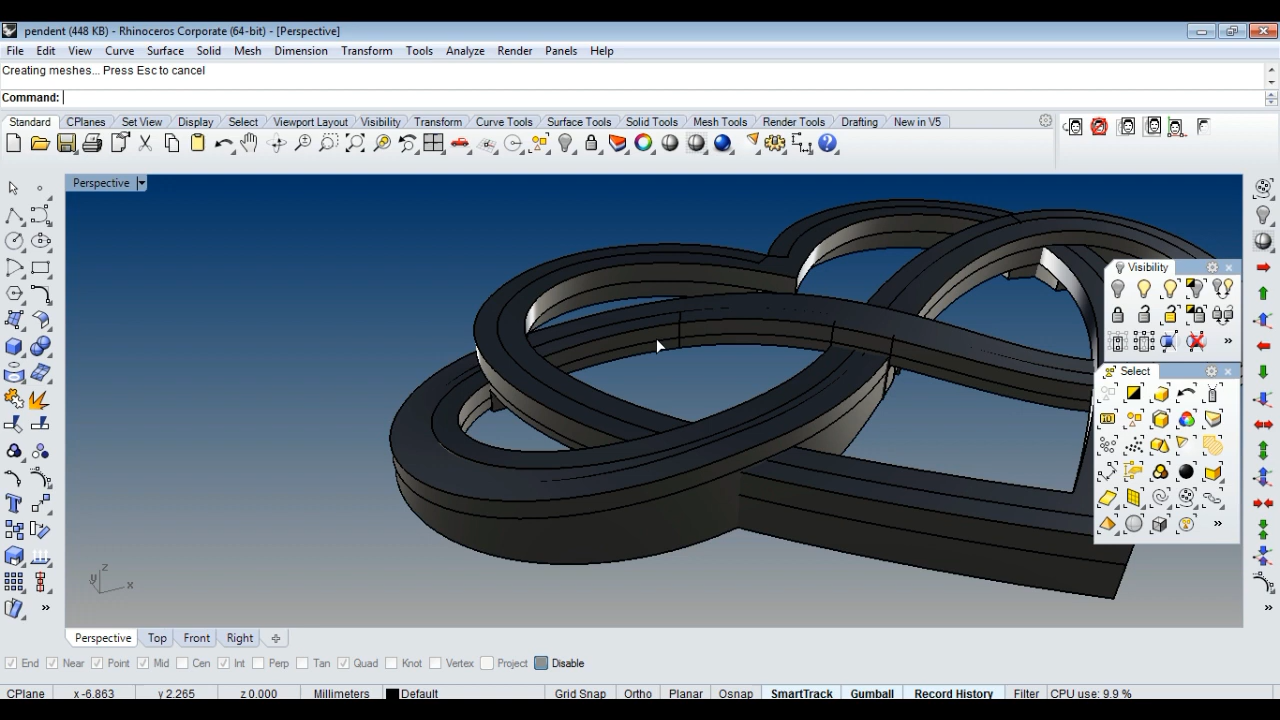 pendent (448 KB) - Rhinoceros Corporate (64-bit) - [Perspective]
File Edit View Curve Surface Solid Mesh Dimension Transform Tools Analyze Render Panels Help
Creating meshes... Press Esc to cancel
Command:
Standard CPlanes Set View Display Select Viewport Layout Visibility Transform Curve Tools Surface Tools Solid Tools Mesh Tools Render Tools Drafting New in V5
Perspective
Visibility
Select
z
y
x
Perspective Top Front Right
End Near Point Mid Cen Int Perp Tan Quad Knot Vertex Project Disable
CPlane x -6.863 y 2.265 z 0.000 Millimeters Default Grid Snap Ortho Planar Osnap SmartTrack Gumball Record History Filter CPU use: 9.9 %